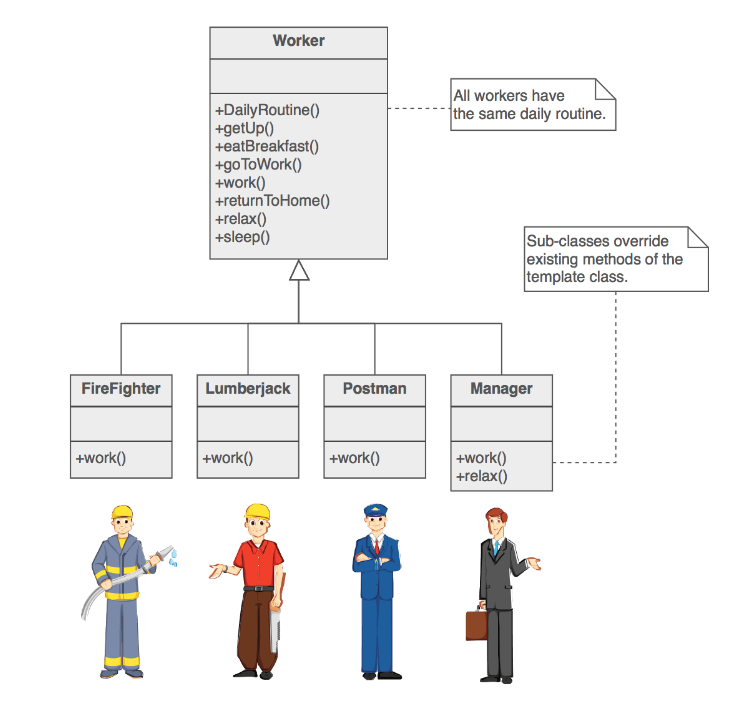 Worker
+DailyRoutine()
+getUp()
+eatBreakfast()
+goToWork()
+work()
+returnToHome()
+relax()
+sleep()
All workers have
the same daily routine.
Sub-classes override
existing methods of the
template class.
FireFighter
+work()
Lumberjack
+work()
Postman
+work()
Manager
+work()
+relax()